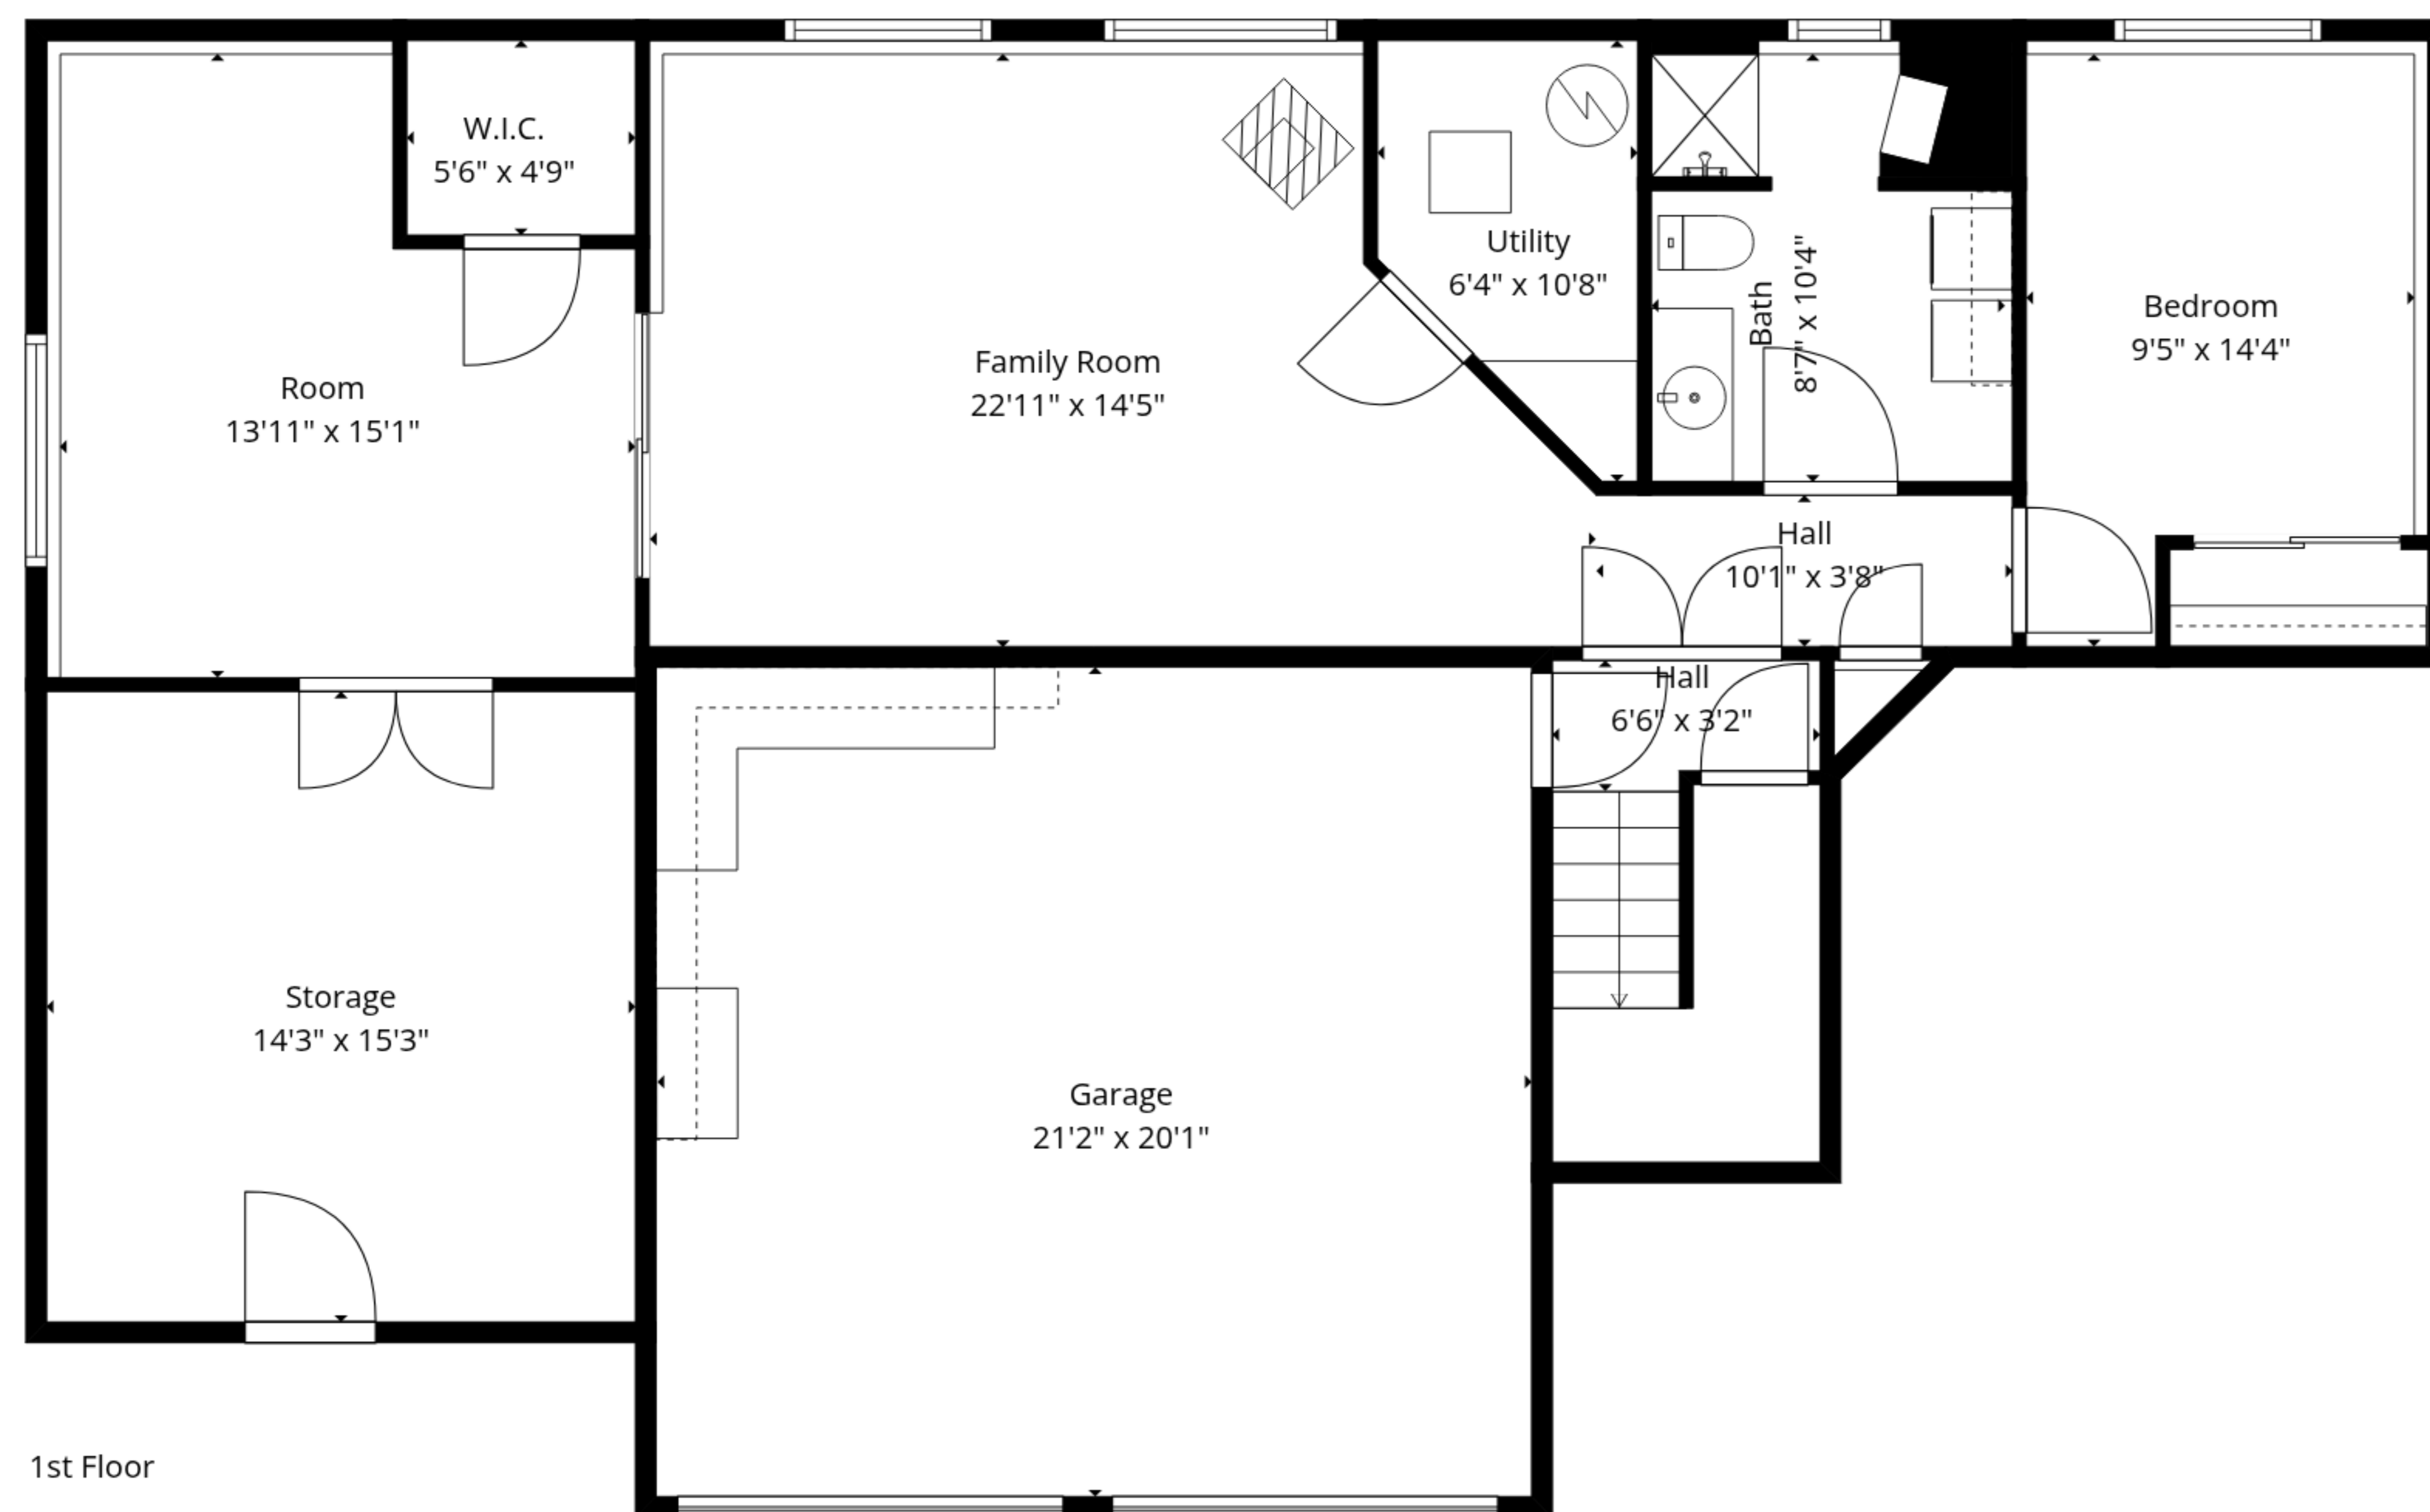 W.I.C.
5'6" x 4'9"
Utility
6'4" x 10'8"
Bath
8'7" x 10'4"
Bedroom
9'5" x 14'4"
Family Room
22'11" x 14'5"
Room
13'11" x 15'1"
Hall
10'1" x 3'8"
Hall
6'6" x 3'2"
Storage
14'3" x 15'3"
Garage
21'2" x 20'1"
1st Floor